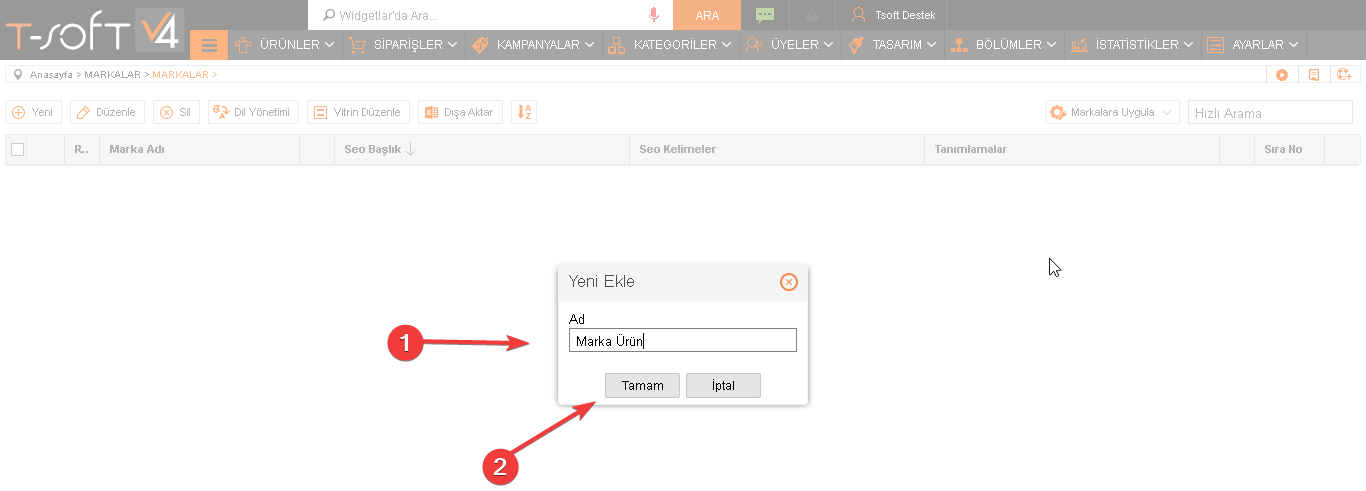 T-SOFT V4
Widgetlar'da Ara...
ARA
Tsoft Destek
ÜRÜNLER
SİPARİŞLER
KAMPANYALAR
KATEGORİLER
ÜYELER
TASARIM
BÖLÜMLER
İSTATİSTİKLER
AYARLAR
Anasayfa > MARKALAR > MARKALAR >
Yeni
Düzenle
Sil
Dil Yönetimi
Vitrin Düzenle
Dışa Aktar
A
Z
Markalara Uygula
Hızlı Arama
R..
Marka Adı
Seo Başlık
Seo Kelimeler
Tanımlamalar
Sıra No
Yeni Ekle
Ad
1
Marka Ürün
Tamam
İptal
2